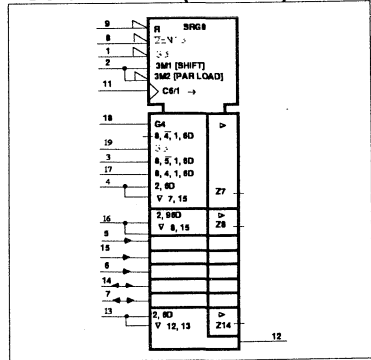 9
R
SRG8
8
1
2
3M1 [SHIFT]
3M2 [PAR LOAD]
11
C6/1 →
18
G4
8, 4, 1, 6D
19
3
8, 5, 1, 6D
17
8, 4, 1, 6D
4
2, 6D
∇ 7, 15
Z7
16
2, 96D
∇ 8, 15
Z8
5
15
6
14
7
13
2, 6D
∇ 12, 13
Z14
12